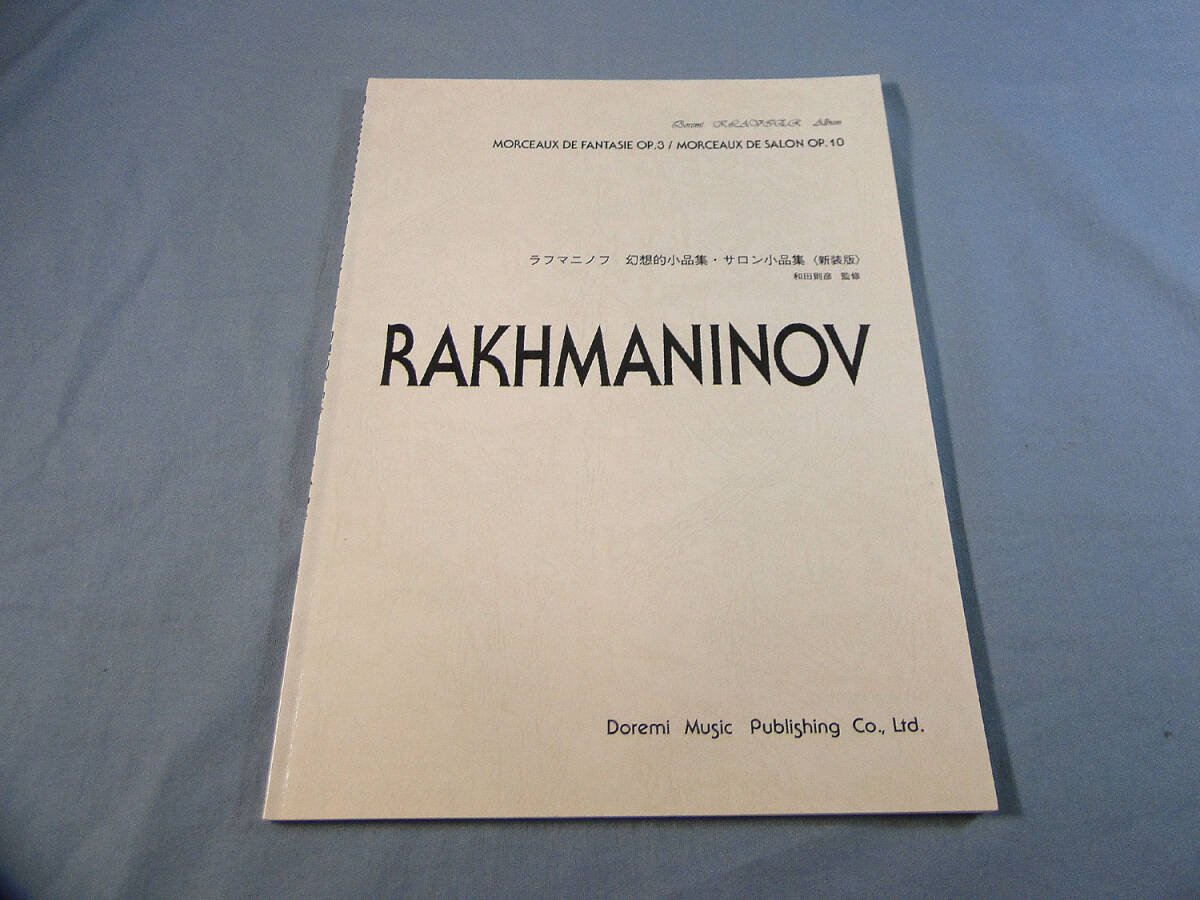 Doremi KLAVIER Album
MORCEAUX DE FANTASIE OP.3 / MORCEAUX DE SALON OP.10
ラフマニノフ 幻想的小品集・サロン小品集〈新装版〉
和田則彦 監修
RAKHMANINOV
Doremi Music Publishing Co., Ltd.